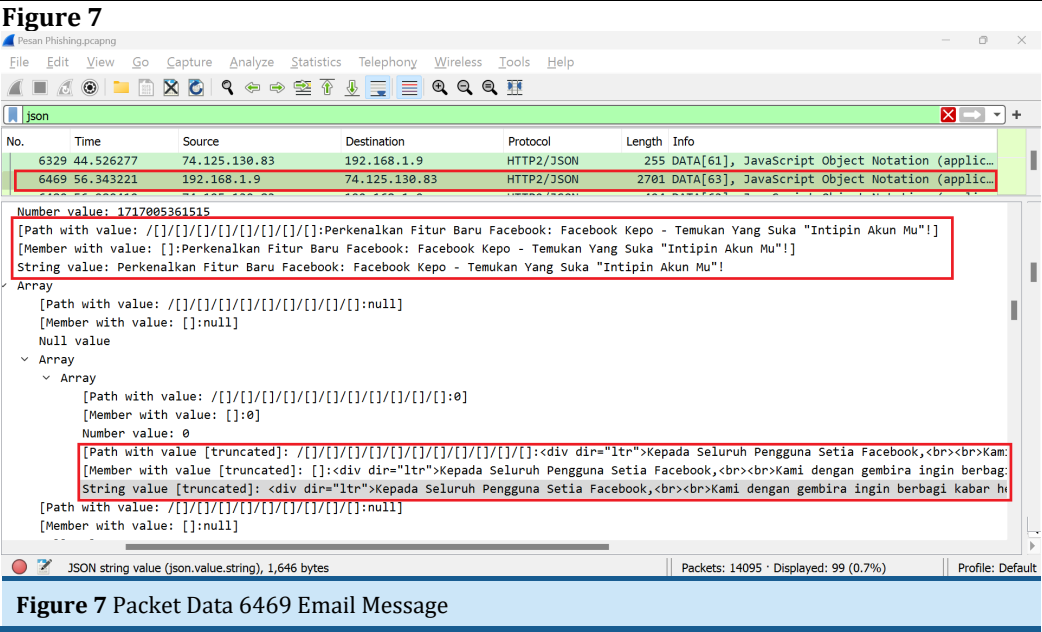 Figure 7
Pesan Phishing.pcapng
File Edit View Go Capture Analyze Statistics Telephony Wireless Tools Help
json
No. Time Source Destination Protocol Length Info
6329 44.526277 74.125.130.83 192.168.1.9 HTTP2/JSON 255 DATA[61], JavaScript Object Notation (applic…
6469 56.343221 192.168.1.9 74.125.130.83 HTTP2/JSON 2701 DATA[63], JavaScript Object Notation (applic…
Number value: 1717005361515
[Path with value: /[]/[]/[]/[]/[]/[]/[]/[]:Perkenalkan Fitur Baru Facebook: Facebook Kepo - Temukan Yang Suka "Intipin Akun Mu"!]
[Member with value: []:Perkenalkan Fitur Baru Facebook: Facebook Kepo - Temukan Yang Suka "Intipin Akun Mu"!]
String value: Perkenalkan Fitur Baru Facebook: Facebook Kepo - Temukan Yang Suka "Intipin Akun Mu"!
Array
[Path with value: /[]/[]/[]/[]/[]/[]/[]/[]/[]:null]
[Member with value: []:null]
Null value
Array
Array
[Path with value: /[]/[]/[]/[]/[]/[]/[]/[]/[]/[]/[]:0]
[Member with value: []:0]
Number value: 0
[Path with value [truncated]: /[]/[]/[]/[]/[]/[]/[]/[]/[]/[]/[]:<div dir="ltr">Kepada Seluruh Pengguna Setia Facebook,<br><br>Kami
[Member with value [truncated]: []:<div dir="ltr">Kepada Seluruh Pengguna Setia Facebook,<br><br>Kami dengan gembira ingin berbag
String value [truncated]: <div dir="ltr">Kepada Seluruh Pengguna Setia Facebook,<br><br>Kami dengan gembira ingin berbagi kabar he
[Path with value: /[]/[]/[]/[]/[]/[]/[]/[]/[]:null]
[Member with value: []:null]
JSON string value (json.value.string), 1,646 bytes
Packets: 14095 · Displayed: 99 (0.7%)
Profile: Default
Figure 7 Packet Data 6469 Email Message